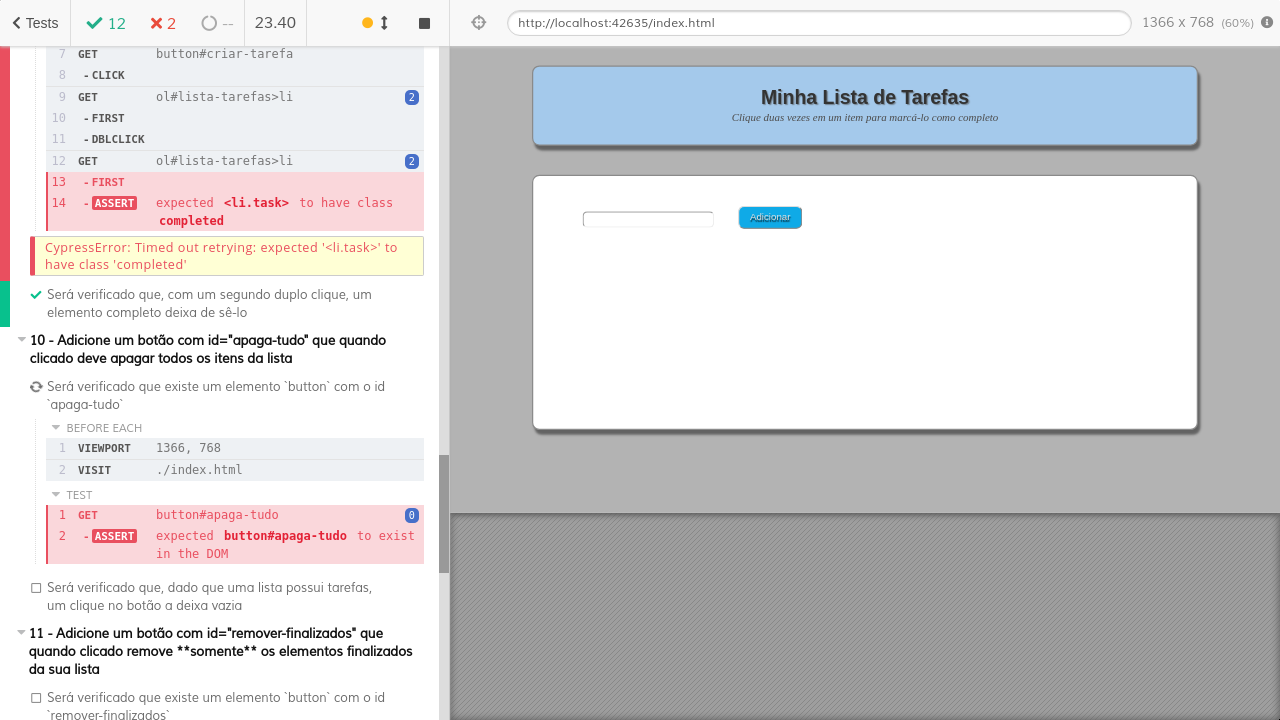 Tests
12
2
--
23.40
http://localhost:42635/index.html
1366 x 768 (60%)
7 GET button#criar-tarefa
8 - CLICK
9 GET ol#lista-tarefas>li 2
10 - FIRST
11 - DBLCLICK
12 GET ol#lista-tarefas>li 2
13 - FIRST
14 - ASSERT expected <li.task> to have class
completed
CypressError: Timed out retrying: expected '<li.task>' to
have class 'completed'
Será verificado que, com um segundo duplo clique, um
elemento completo deixa de sê-lo
10 - Adicione um botão com id="apaga-tudo" que quando
clicado deve apagar todos os itens da lista
Será verificado que existe um elemento `button` com o id
`apaga-tudo`
BEFORE EACH
1 VIEWPORT 1366, 768
2 VISIT ./index.html
TEST
1 GET button#apaga-tudo 0
2 - ASSERT expected button#apaga-tudo to exist
in the DOM
Será verificado que, dado que uma lista possui tarefas,
um clique no botão a deixa vazia
11 - Adicione um botão com id="remover-finalizados" que
quando clicado remove **somente** os elementos finalizados
da sua lista
Será verificado que existe um elemento `button` com o id
`remover-finalizados`
Minha Lista de Tarefas
Clique duas vezes em um item para marcá-lo como completo
Adicionar